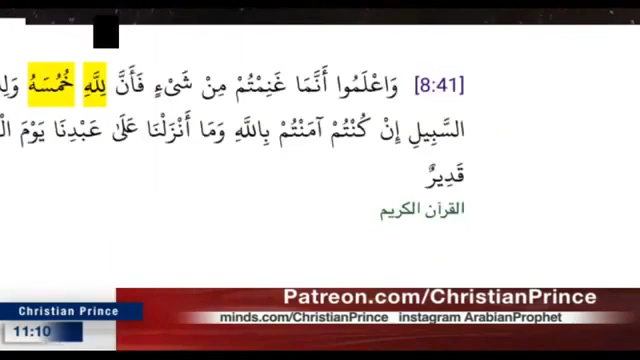 [8:41] وَاعْلَمُوا أَنَّمَا غَنِمْتُمْ مِنْ شَيْءٍ فَأَنَّ لِلَّهِ خُمُسَهُ
السَّبِيلِ إِنْ كُنْتُمْ آمَنْتُمْ بِاللَّهِ وَمَا أَنْزَلْنَا عَلَىٰ عَبْدِنَا يَوْمَ
قَدِيرٌ
القرآن الكريم
Patreon.com/ChristianPrince
Christian Prince
minds.com/ChristianPrince instagram ArabianProphet
11:10